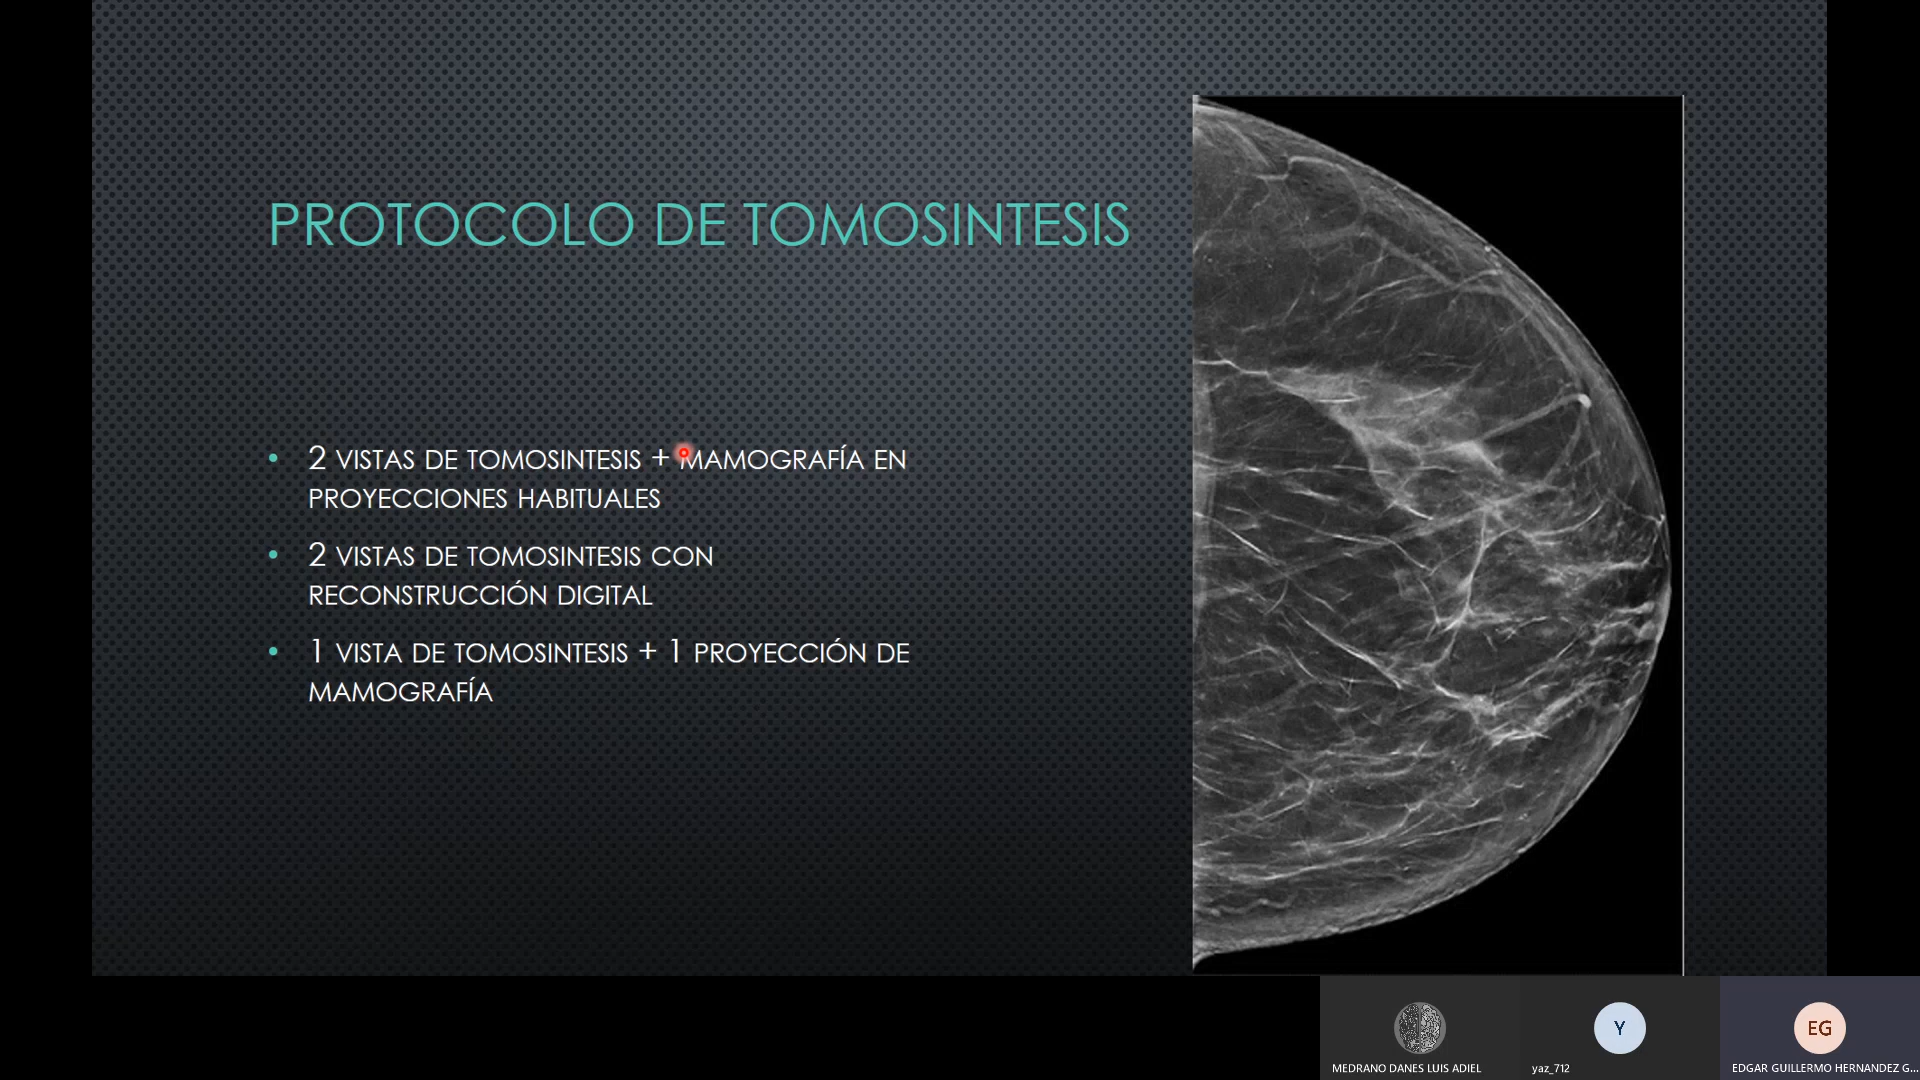 PROTOCOLO DE TOMOSINTESIS
• 2 VISTAS DE TOMOSINTESIS + MAMOGRAFÍA EN
PROYECCIONES HABITUALES
• 2 VISTAS DE TOMOSINTESIS CON
RECONSTRUCCIÓN DIGITAL
• 1 VISTA DE TOMOSINTESIS + 1 PROYECCIÓN DE
MAMOGRAFÍA
Y
EG
MEDRANO DANES LUIS ADIEL
yaz_712
EDGAR GUILLERMO HERNANDEZ G...